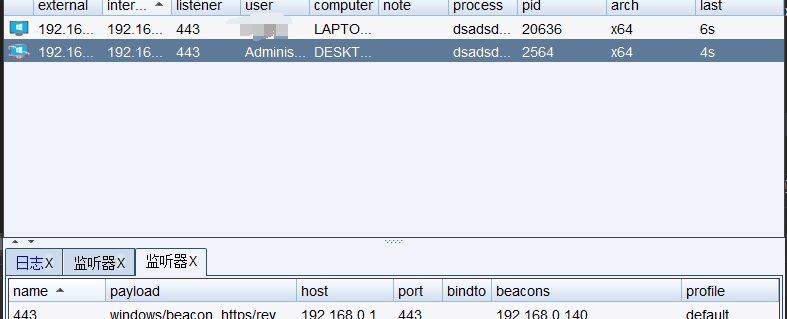 external inter... listener user computer note process pid arch last
192.16... 192.16... 443 LAPTO... dsadsd... 20636 x64 6s
192.16... 192.16... 443 Adminis... DESKT... dsadsd... 2564 x64 4s
日志X 监听器X 监听器X
name payload host port bindto beacons profile
443 windows/beacon_https/rev 192.168.0.1 443 192.168.0.140 default